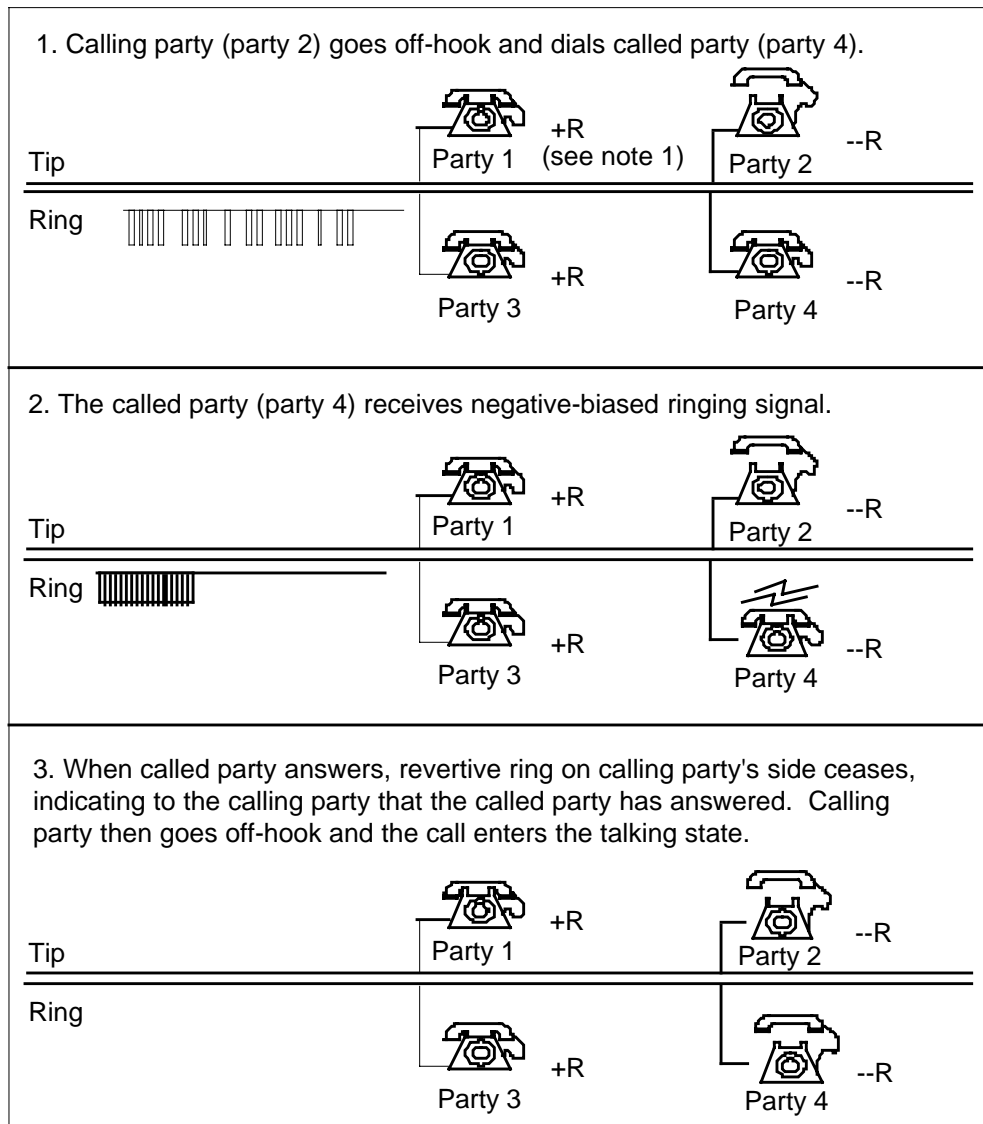 1. Calling party (party 2) goes off-hook and dials called party (party 4).
+R
--R
Party 1
(see note 1)
Party 2
Tip
Ring
+R
--R
Party 3
Party 4
2. The called party (party 4) receives negative-biased ringing signal.
+R
--R
Party 1
Party 2
Tip
Ring
+R
--R
Party 3
Party 4
3. When called party answers, revertive ring on calling party's side ceases,
indicating to the calling party that the called party has answered. Calling
party then goes off-hook and the call enters the talking state.
+R
--R
Party 1
Party 2
Tip
Ring
+R
--R
Party 3
Party 4